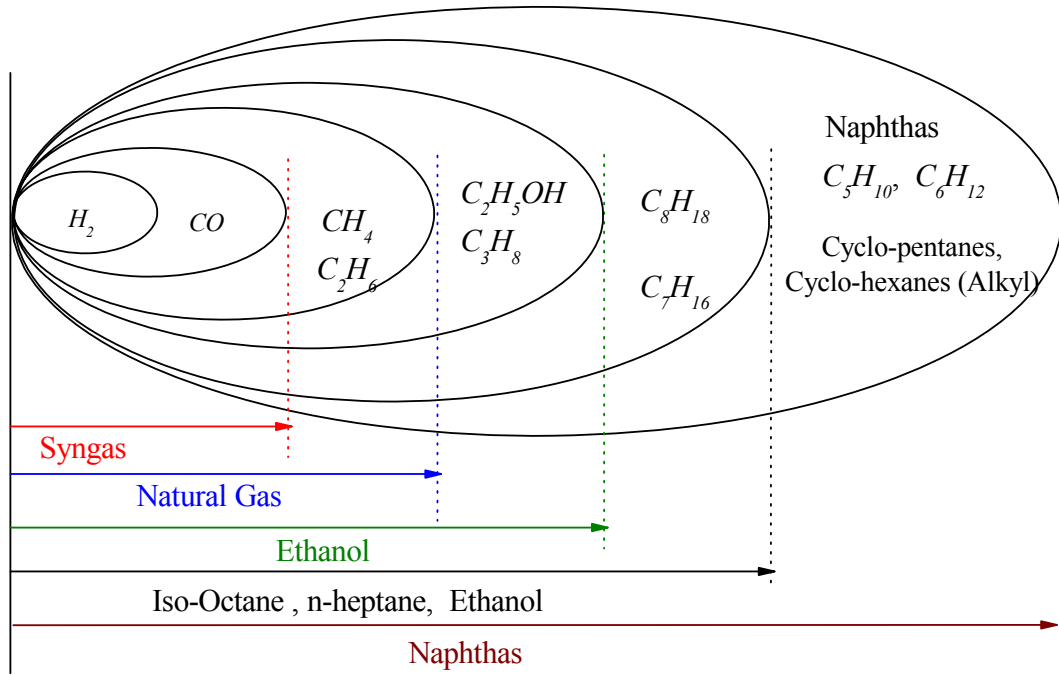 H₂
CO
CH₄
C₂H₆
C₂H₅OH
C₃H₈
C₈H₁₈
C₇H₁₆
Naphthas
C₅H₁₀, C₆H₁₂
Cyclo-pentanes,
Cyclo-hexanes (Alkyl)
Syngas
Natural Gas
Ethanol
Iso-Octane , n-heptane, Ethanol
Naphthas